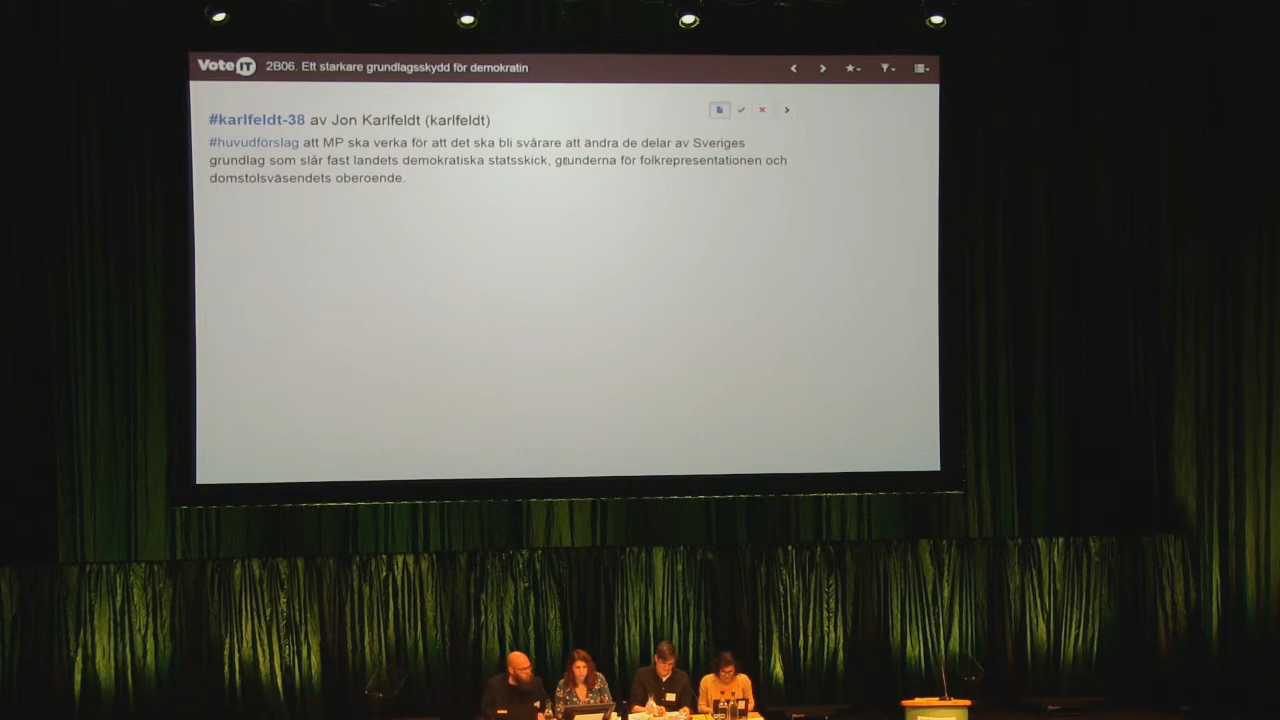 VoteIT 2B06. Ett starkare grundlagsskydd för demokratin
#karlfeldt-38 av Jon Karlfeldt (karlfeldt)
#huvudförslag att MP ska verka för att det ska bli svårare att ändra de delar av Sveriges
grundlag som slår fast landets demokratiska statsskick, grunderna för folkrepresentationen och
domstolsväsendets oberoende.